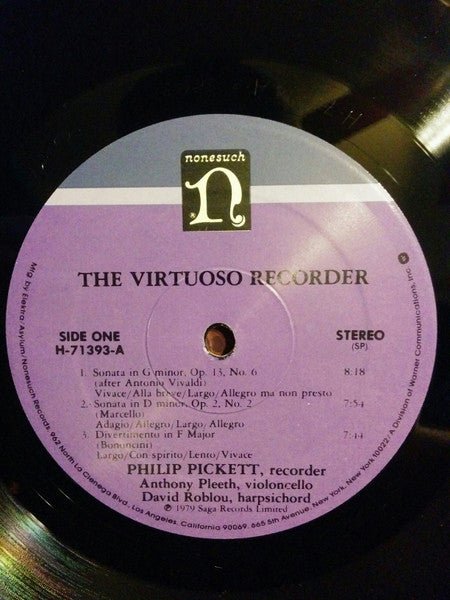 nonesuch
n
THE VIRTUOSO RECORDER
SIDE ONE
H-71393-A
STEREO
(SP)
1. Sonata in G minor, Op. 13, No. 6 8:18
(after Antonio Vivaldi)
Vivace/Alla breve/Largo/Allegro ma non presto
2. Sonata in D minor, Op. 2, No. 2 7:54
(Marcello)
Adagio/Allegro/Largo/Allegro
3. Divertimento in F Major 7:44
(Bononcini)
Largo/Con spirito/Lento/Vivace
PHILIP PICKETT, recorder
Anthony Pleeth, violoncello
David Roblou, harpsichord
℗ 1979 Saga Records Limited
Mfg by Elektra/Asylum/Nonesuch Records, 962 North La Cienega Blvd., Los Angeles, California 90069. 665 5th Avenue, New York, New York 10022/A Division of Warner Communications, Inc.